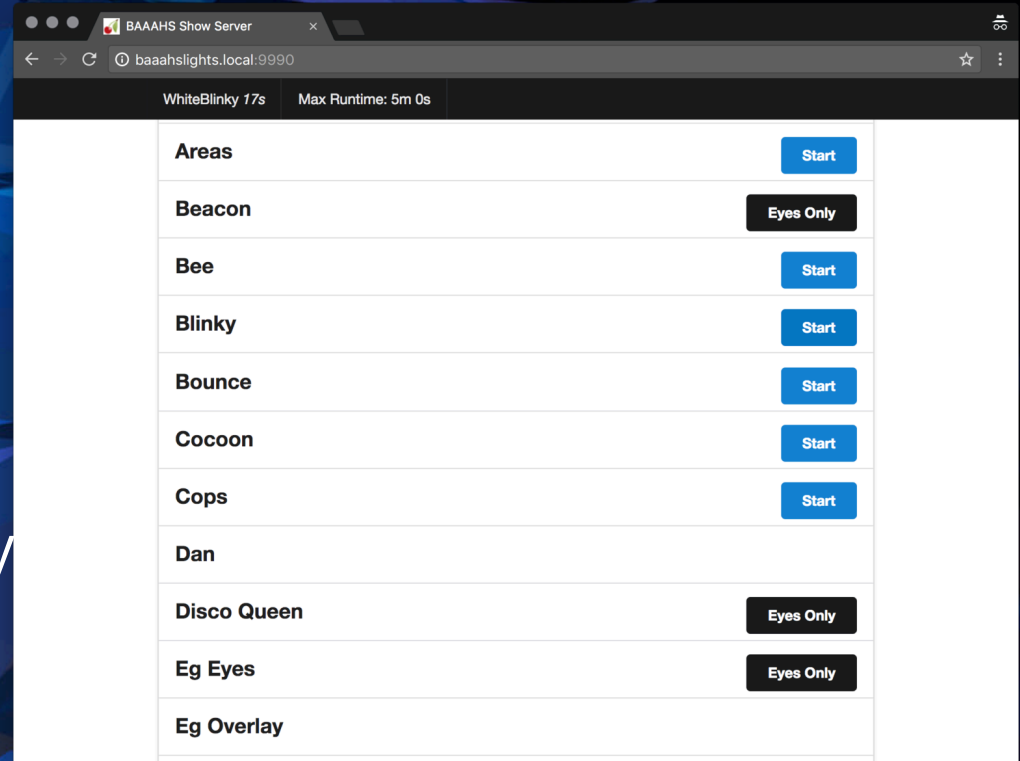 BAAAHS Show Server
baaahslights.local:9990
WhiteBlinky 17s Max Runtime: 5m 0s
Areas Start
Beacon Eyes Only
Bee Start
Blinky Start
Bounce Start
Cocoon Start
Cops Start
Dan
Disco Queen Eyes Only
Eg Eyes Eyes Only
Eg Overlay